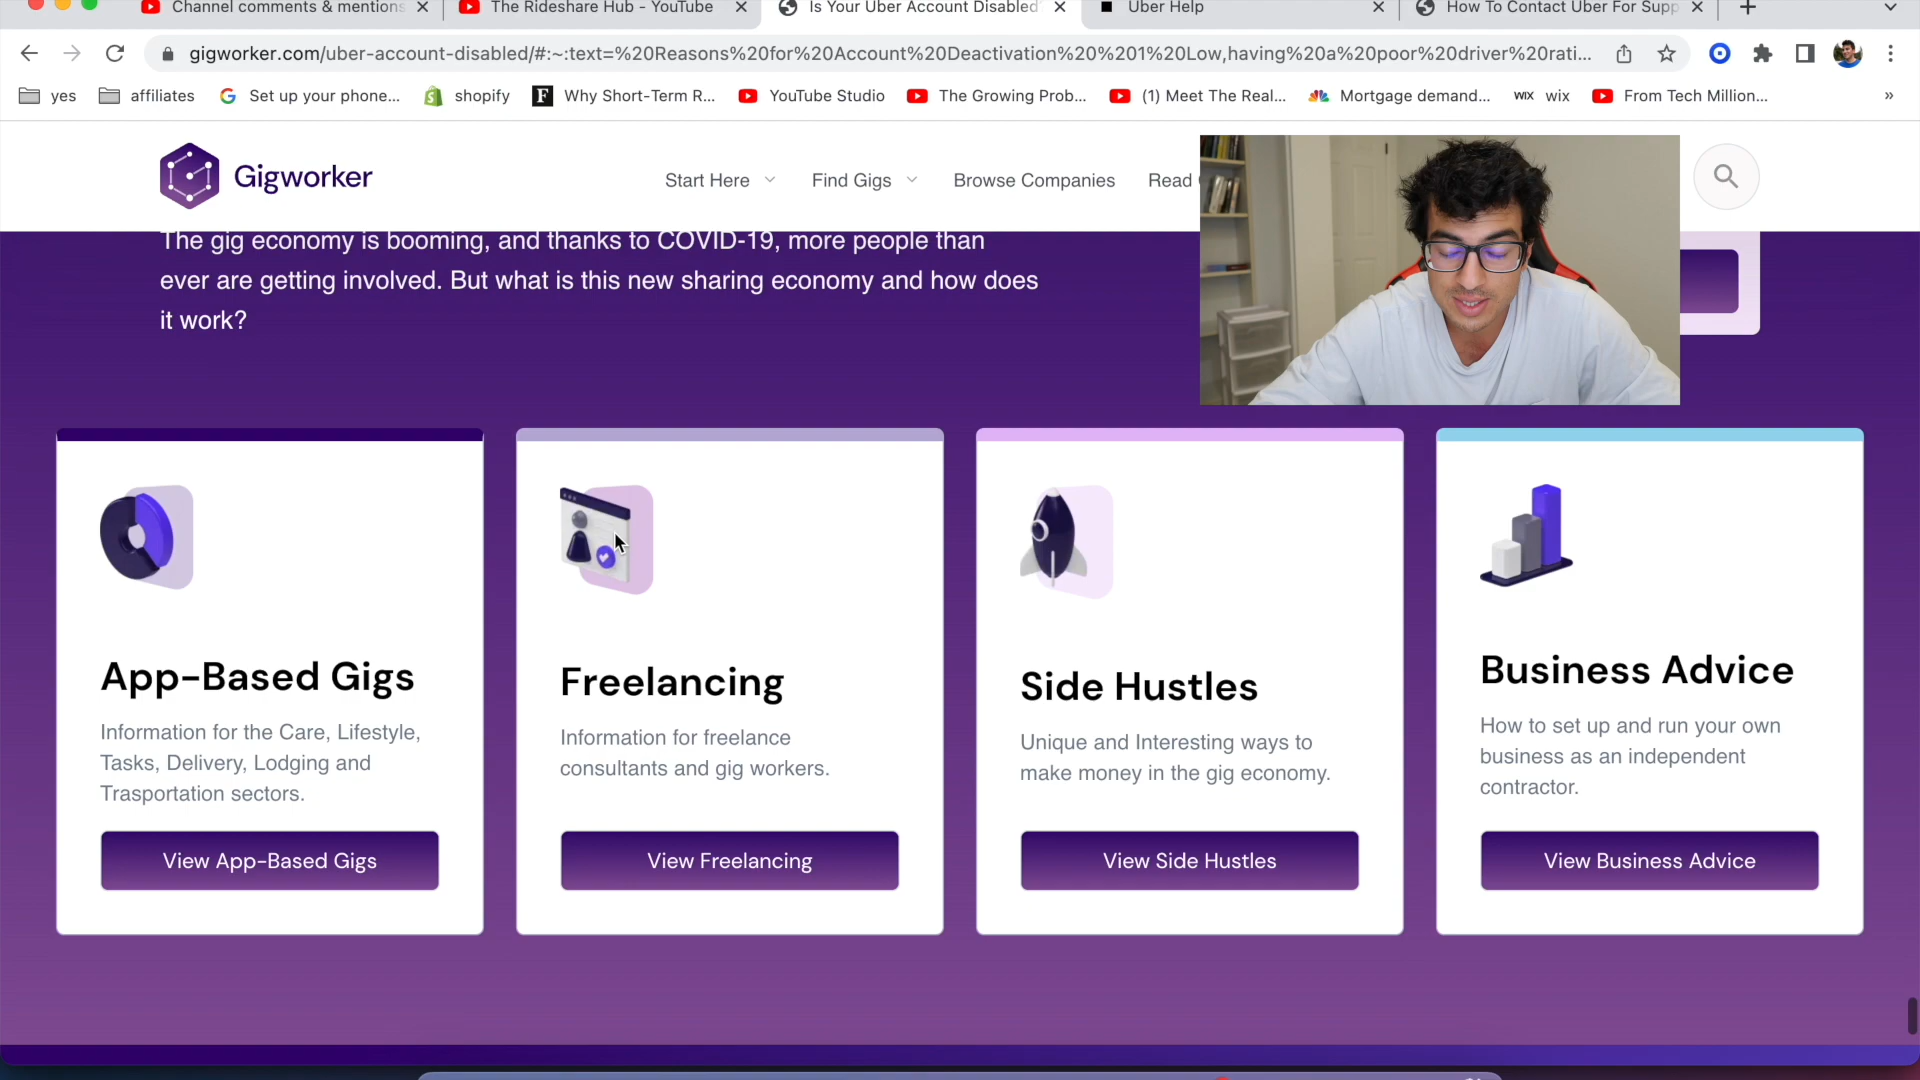 Channel comments & mentions
The Rideshare Hub - YouTube
Is Your Uber Account Disabled
Uber Help
How To Contact Uber For Supp
gigworker.com/uber-account-disabled/#:~:text=%20Reasons%20for%20Account%20Deactivation%20%201%20Low,having%20a%20poor%20driver%20rati...
yes
affiliates
Set up your phone...
shopify
Why Short-Term R...
YouTube Studio
The Growing Prob...
(1) Meet The Real...
Mortgage demand...
WIX wix
From Tech Million...
»
Gigworker
Start Here
Find Gigs
Browse Companies
Read
The gig economy is booming, and thanks to COVID-19, more people than
ever are getting involved. But what is this new sharing economy and how does
it work?
App-Based Gigs
Information for the Care, Lifestyle,
Tasks, Delivery, Lodging and
Trasportation sectors.
View App-Based Gigs
Freelancing
Information for freelance
consultants and gig workers.
View Freelancing
Side Hustles
Unique and Interesting ways to
make money in the gig economy.
View Side Hustles
Business Advice
How to set up and run your own
business as an independent
contractor.
View Business Advice